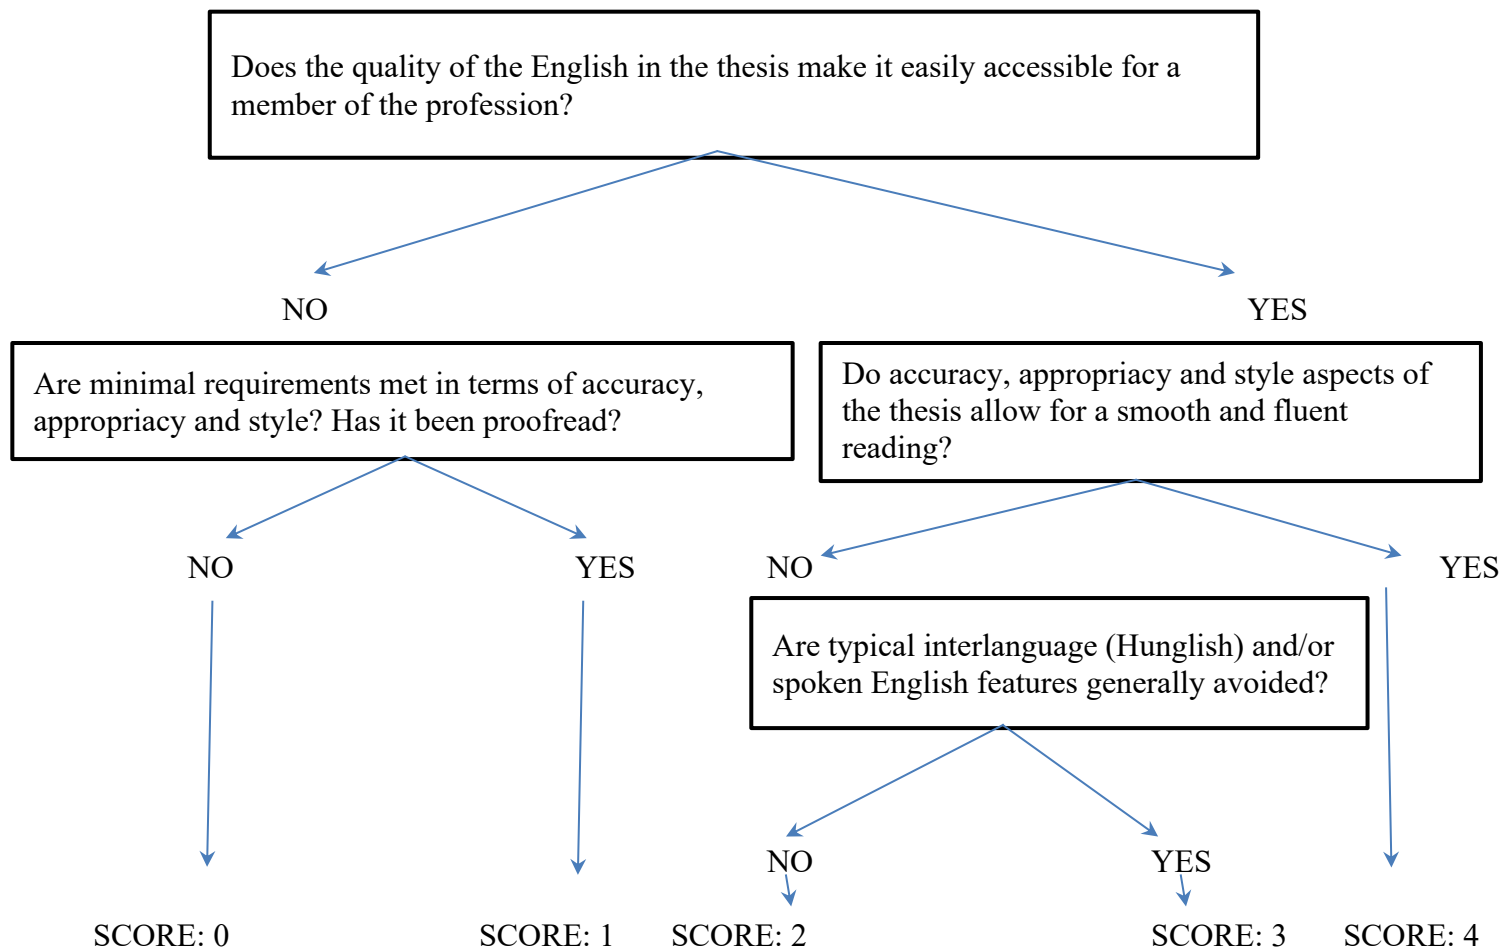 Does the quality of the English in the thesis make it easily accessible for a
member of the profession?
NO
YES
Are minimal requirements met in terms of accuracy,
appropriacy and style? Has it been proofread?
Do accuracy, appropriacy and style aspects of
the thesis allow for a smooth and fluent
reading?
NO
YES
NO
YES
Are typical interlanguage (Hunglish) and/or
spoken English features generally avoided?
NO
YES
SCORE: 0
SCORE: 1
SCORE: 2
SCORE: 3
SCORE: 4